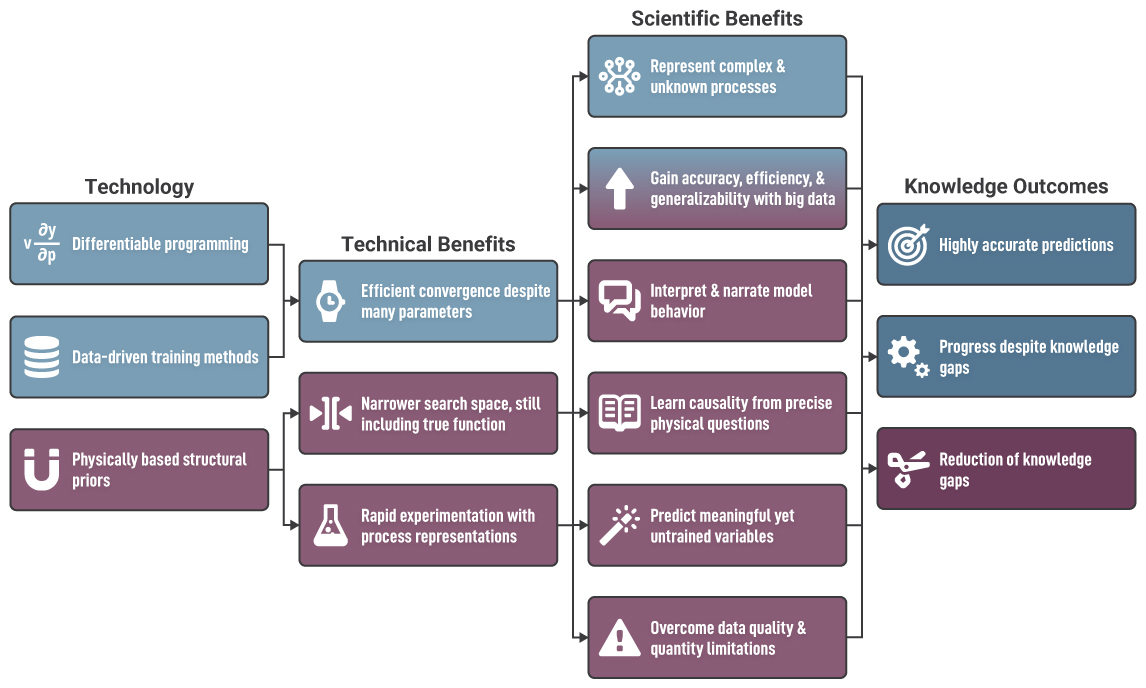 Technology
v ∂y
∂p
Differentiable programming
Data-driven training methods
Physically based structural
priors
Technical Benefits
Efficient convergence despite
many parameters
Narrower search space, still
including true function
Rapid experimentation with
process representations
Scientific Benefits
Represent complex &
unknown processes
Gain accuracy, efficiency, &
generalizability with big data
Interpret & narrate model
behavior
Learn causality from precise
physical questions
Predict meaningful yet
untrained variables
Overcome data quality &
quantity limitations
Knowledge Outcomes
Highly accurate predictions
Progress despite knowledge
gaps
Reduction of knowledge
gaps